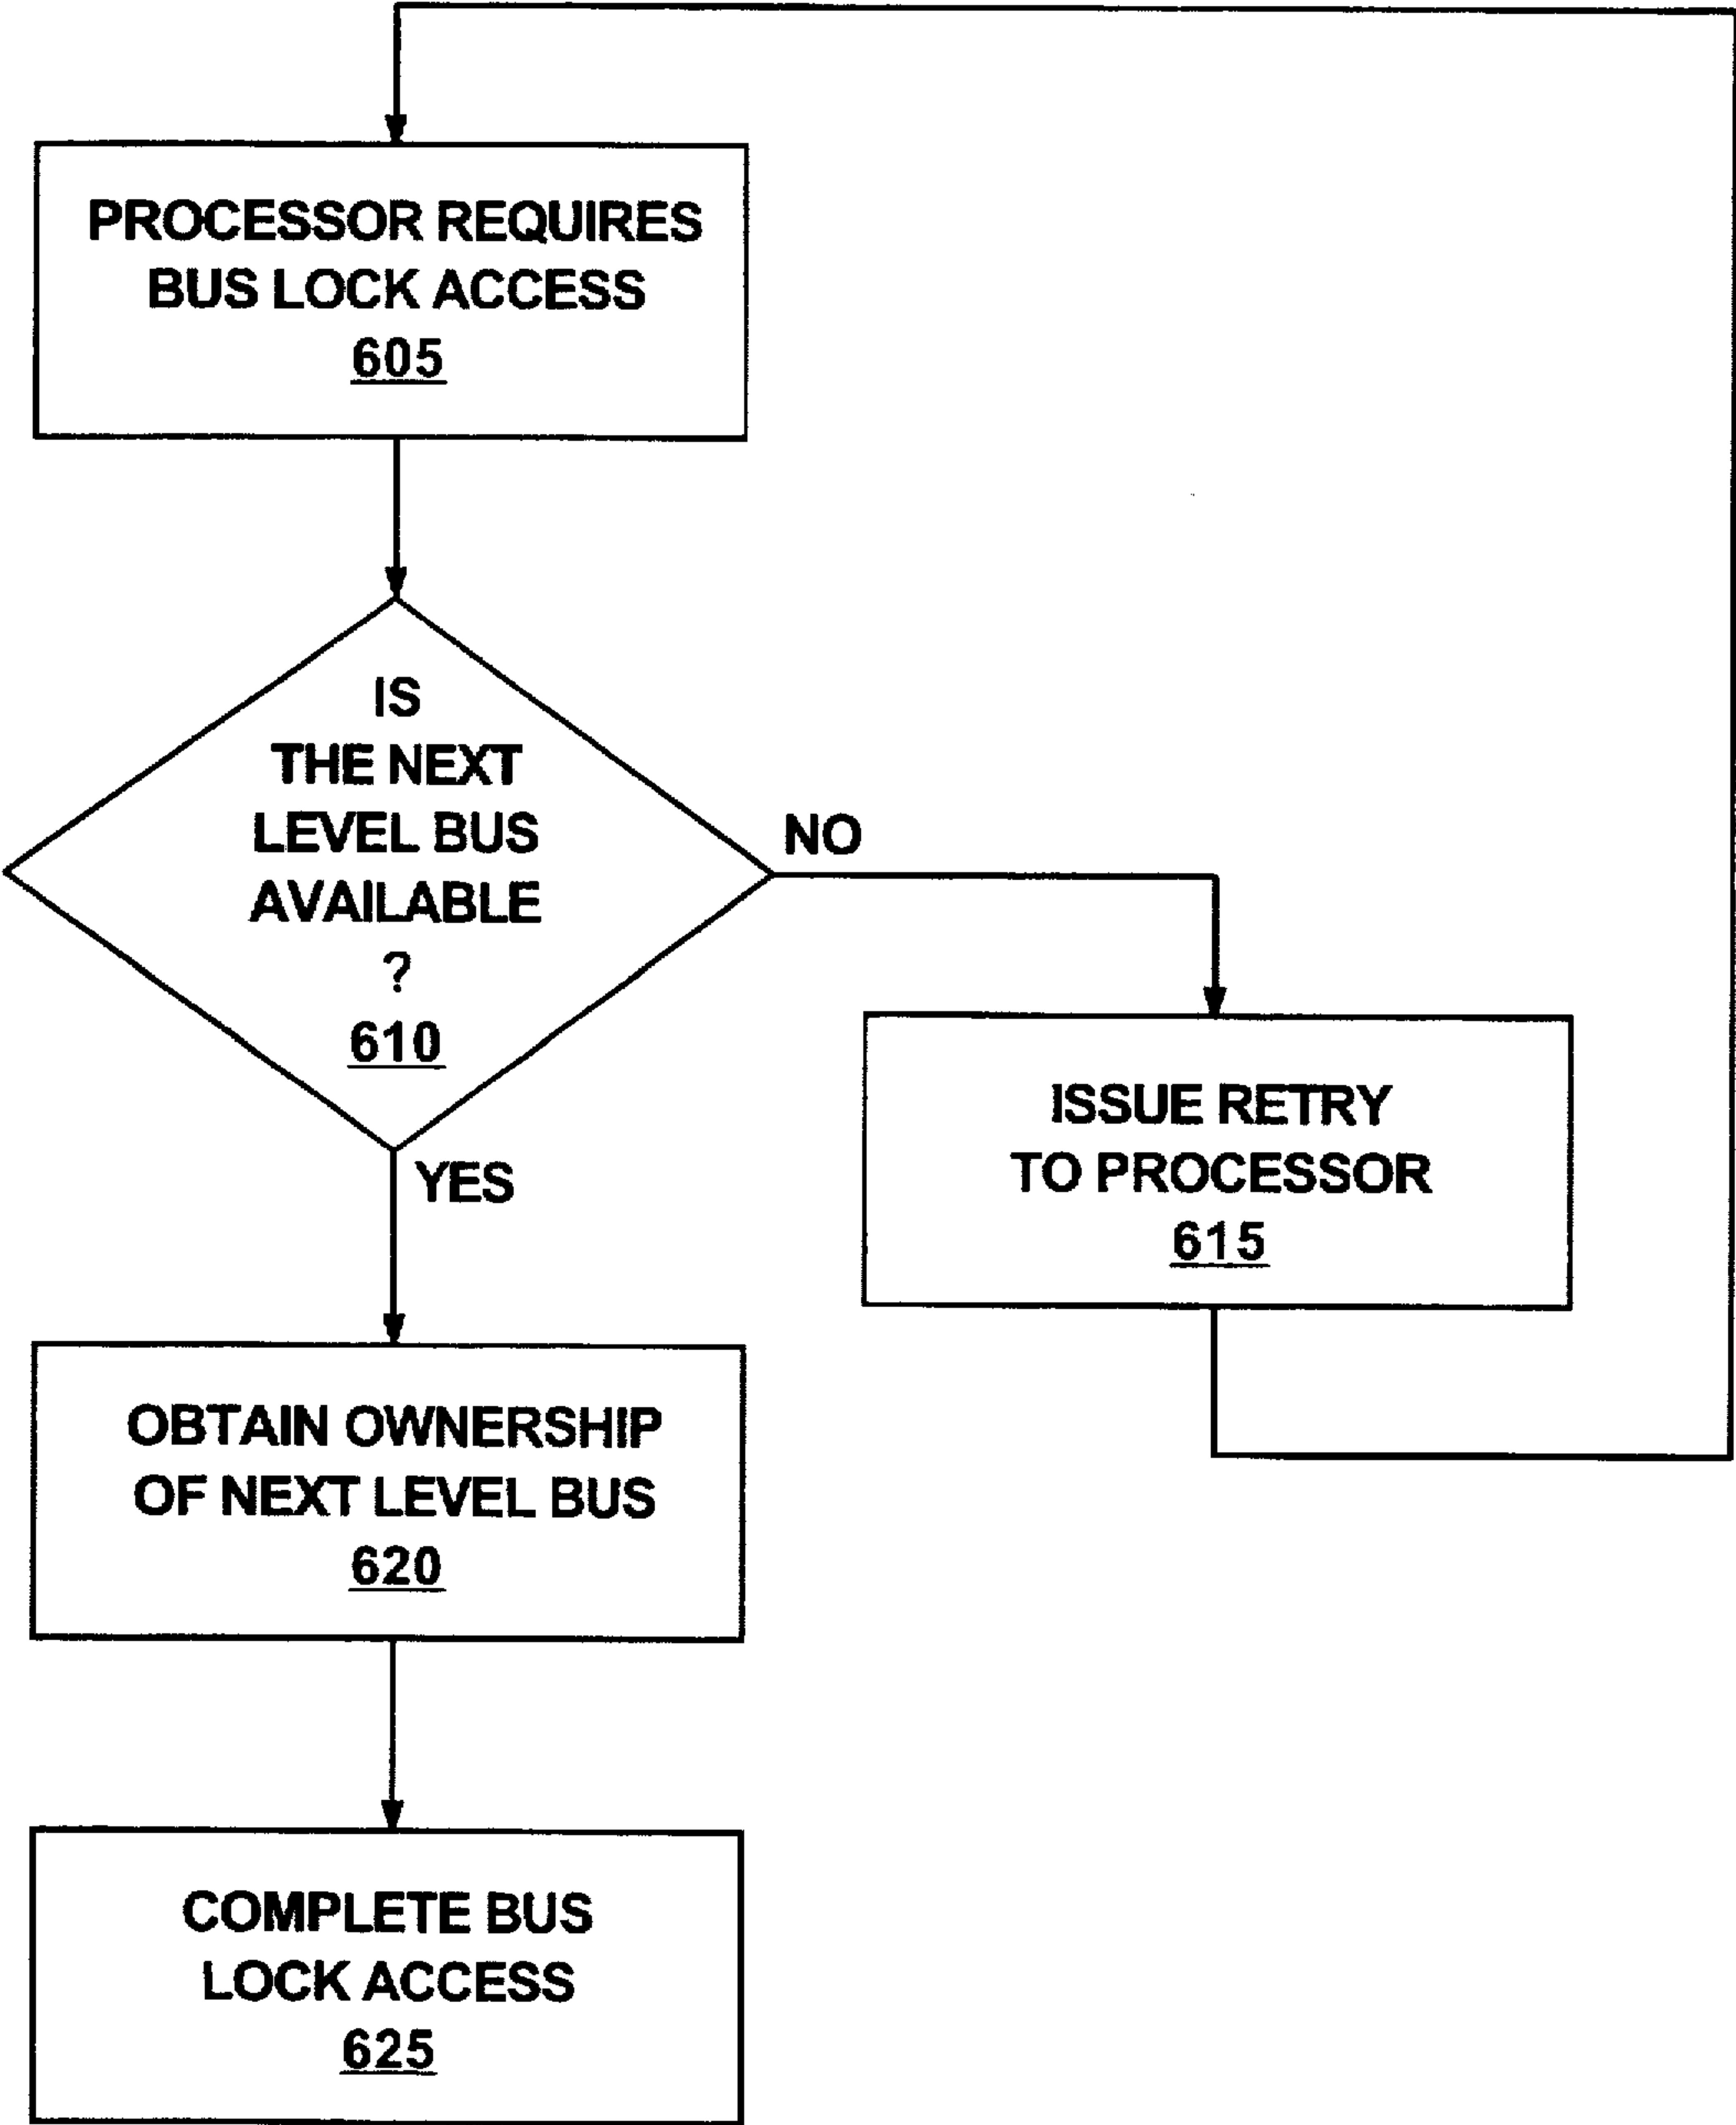 PROCESSOR REQUIRES
BUS LOCK ACCESS
605
IS
THE NEXT
LEVEL BUS
AVAILABLE
?
610
NO
YES
ISSUE RETRY
TO PROCESSOR
615
OBTAIN OWNERSHIP
OF NEXT LEVEL BUS
620
COMPLETE BUS
LOCK ACCESS
625